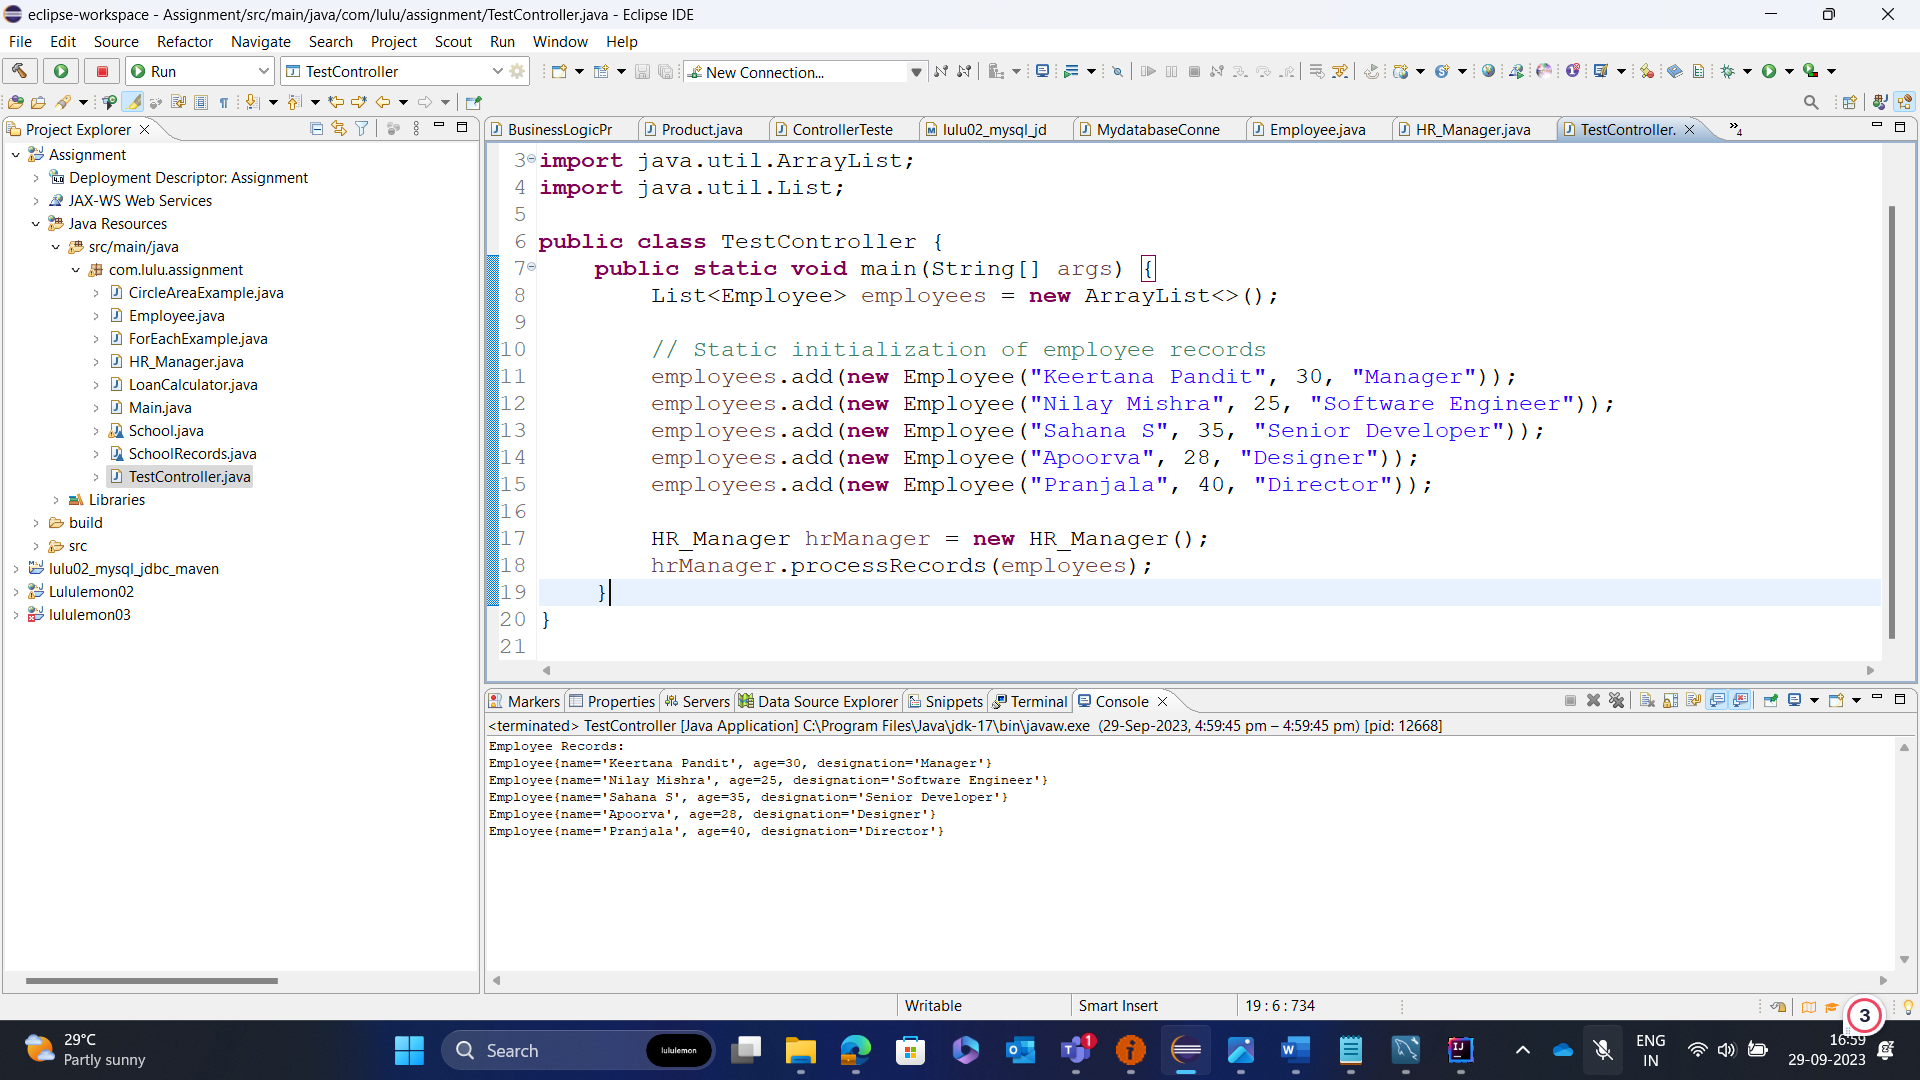 eclipse-workspace - Assignment/src/main/java/com/lulu/assignment/TestController.java - Eclipse IDE
File Edit Source Refactor Navigate Search Project Scout Run Window Help
Run TestController New Connection...
Project Explorer
Assignment
Deployment Descriptor: Assignment
JAX-WS Web Services
Java Resources
src/main/java
com.lulu.assignment
CircleAreaExample.java
Employee.java
ForEachExample.java
HR_Manager.java
LoanCalculator.java
Main.java
School.java
SchoolRecords.java
TestController.java
Libraries
build
src
lulu02_mysql_jdbc_maven
Lululemon02
lululemon03
BusinessLogicPr Product.java ControllerTeste lulu02_mysql_jd MydatabaseConne Employee.java HR_Manager.java TestController. »4
3 import java.util.ArrayList;
4 import java.util.List;
5
6 public class TestController {
7 public static void main(String[] args) {
8 List<Employee> employees = new ArrayList<>();
9
10 // Static initialization of employee records
11 employees.add(new Employee("Keertana Pandit", 30, "Manager"));
12 employees.add(new Employee("Nilay Mishra", 25, "Software Engineer"));
13 employees.add(new Employee("Sahana S", 35, "Senior Developer"));
14 employees.add(new Employee("Apoorva", 28, "Designer"));
15 employees.add(new Employee("Pranjala", 40, "Director"));
16
17 HR_Manager hrManager = new HR_Manager();
18 hrManager.processRecords(employees);
19 }
20 }
21
Markers Properties Servers Data Source Explorer Snippets Terminal Console
<terminated> TestController [Java Application] C:\Program Files\Java\jdk-17\bin\javaw.exe (29-Sep-2023, 4:59:45 pm – 4:59:45 pm) [pid: 12668]
Employee Records:
Employee{name='Keertana Pandit', age=30, designation='Manager'}
Employee{name='Nilay Mishra', age=25, designation='Software Engineer'}
Employee{name='Sahana S', age=35, designation='Senior Developer'}
Employee{name='Apoorva', age=28, designation='Designer'}
Employee{name='Pranjala', age=40, designation='Director'}
Writable Smart Insert 19 : 6 : 734
3
29°C
Partly sunny
Search
lululemon
1
ENG
IN
16:59
29-09-2023